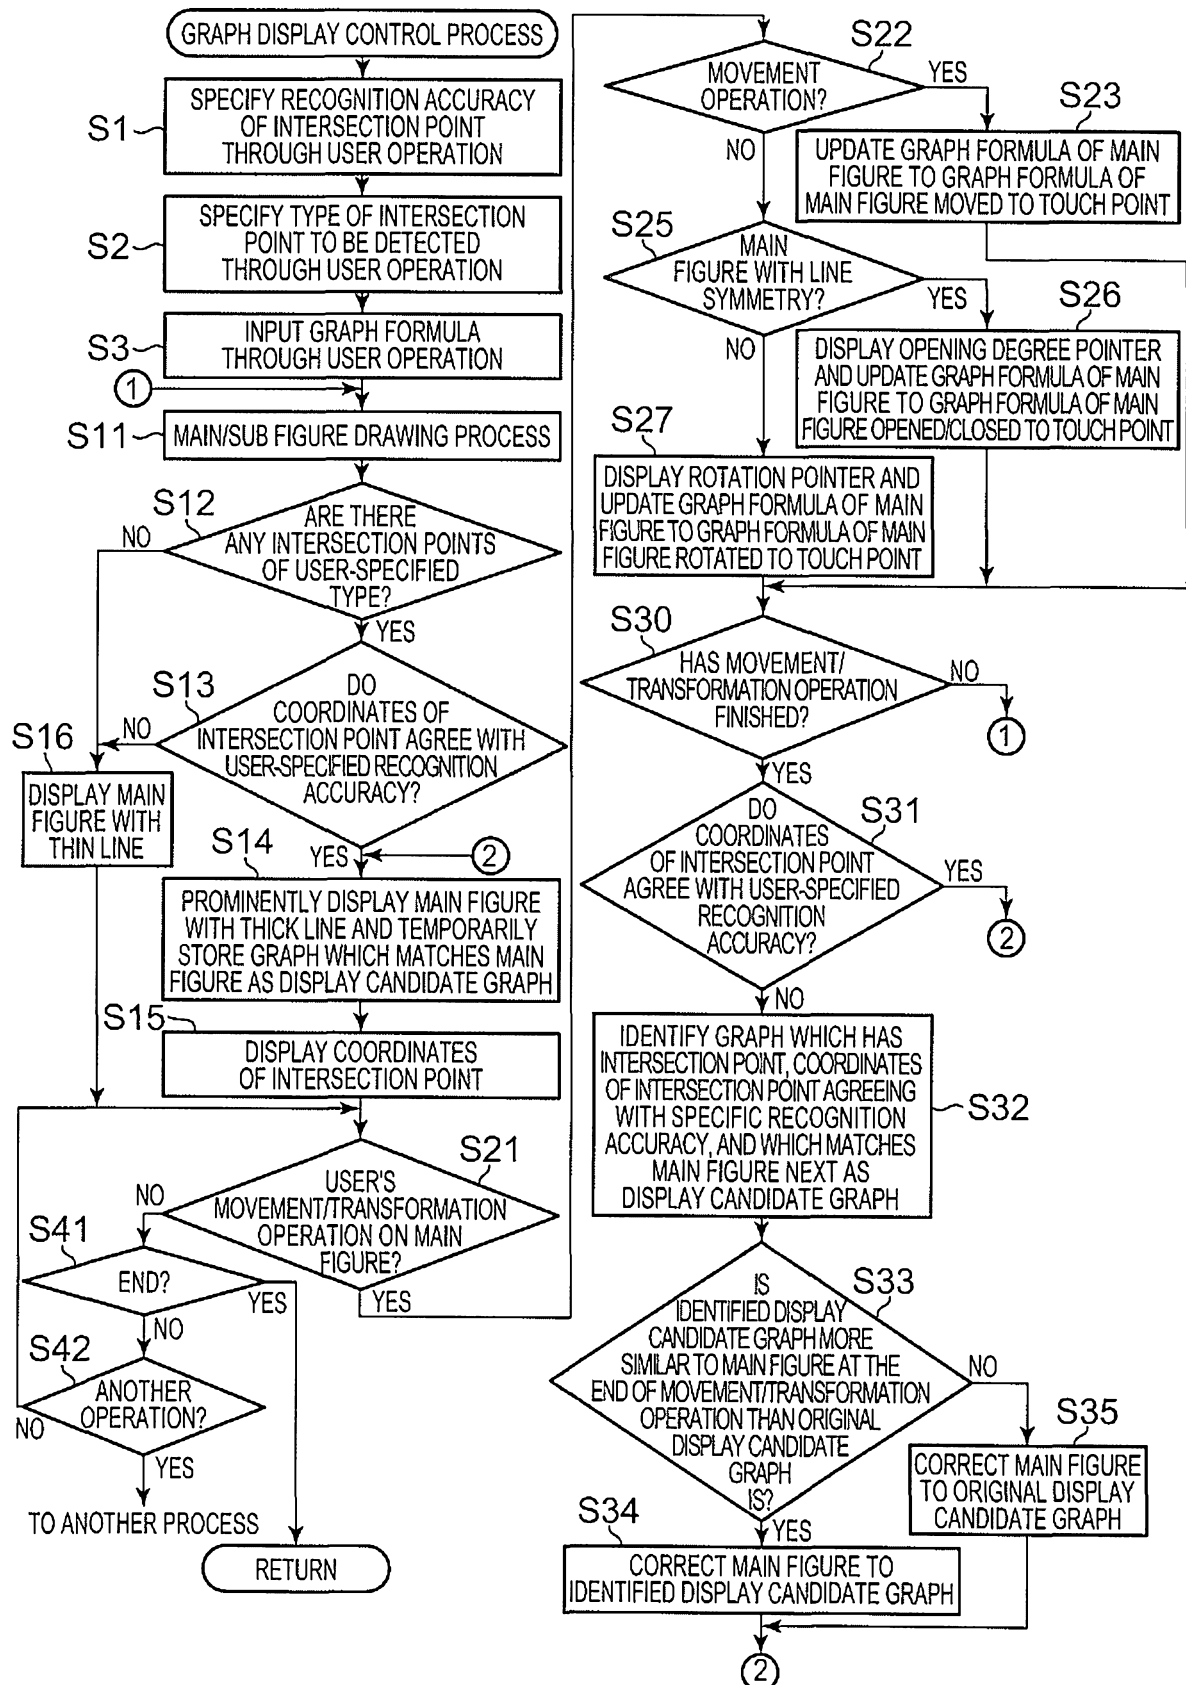 GRAPH DISPLAY CONTROL PROCESS
S1
SPECIFY RECOGNITION ACCURACY
OF INTERSECTION POINT
THROUGH USER OPERATION
S2
SPECIFY TYPE OF INTERSECTION
POINT TO BE DETECTED
THROUGH USER OPERATION
S3
INPUT GRAPH FORMULA
THROUGH USER OPERATION
1
S11
MAIN/SUB FIGURE DRAWING PROCESS
S12
ARE THERE
ANY INTERSECTION POINTS
OF USER-SPECIFIED
TYPE?
NO
YES
S13
DO
COORDINATES OF
INTERSECTION POINT AGREE WITH
USER-SPECIFIED RECOGNITION
ACCURACY?
NO
YES
2
S16
DISPLAY MAIN
FIGURE WITH
THIN LINE
S14
PROMINENTLY DISPLAY MAIN FIGURE
WITH THICK LINE AND TEMPORARILY
STORE GRAPH WHICH MATCHES MAIN
FIGURE AS DISPLAY CANDIDATE GRAPH
S15
DISPLAY COORDINATES
OF INTERSECTION POINT
S21
USER'S
MOVEMENT/TRANSFORMATION
OPERATION ON MAIN
FIGURE?
NO
YES
S41
END?
YES
NO
S42
ANOTHER
OPERATION?
NO
YES
TO ANOTHER PROCESS
RETURN
S22
MOVEMENT
OPERATION?
YES
NO
S23
UPDATE GRAPH FORMULA OF MAIN
FIGURE TO GRAPH FORMULA OF
MAIN FIGURE MOVED TO TOUCH POINT
S25
MAIN
FIGURE WITH LINE
SYMMETRY?
YES
NO
S26
DISPLAY OPENING DEGREE POINTER
AND UPDATE GRAPH FORMULA OF MAIN
FIGURE TO GRAPH FORMULA OF MAIN
FIGURE OPENED/CLOSED TO TOUCH POINT
S27
DISPLAY ROTATION POINTER AND
UPDATE GRAPH FORMULA OF MAIN
FIGURE TO GRAPH FORMULA OF MAIN
FIGURE ROTATED TO TOUCH POINT
S30
HAS MOVEMENT/
TRANSFORMATION OPERATION
FINISHED?
NO
1
YES
S31
DO
COORDINATES
OF INTERSECTION POINT
AGREE WITH USER-SPECIFIED
RECOGNITION
ACCURACY?
YES
2
NO
S32
IDENTIFY GRAPH WHICH HAS
INTERSECTION POINT, COORDINATES
OF INTERSECTION POINT AGREEING
WITH SPECIFIC RECOGNITION
ACCURACY, AND WHICH MATCHES
MAIN FIGURE NEXT AS
DISPLAY CANDIDATE GRAPH
S33
IS
IDENTIFIED DISPLAY
CANDIDATE GRAPH MORE
SIMILAR TO MAIN FIGURE AT THE
END OF MOVEMENT/TRANSFORMATION
OPERATION THAN ORIGINAL
DISPLAY CANDIDATE
GRAPH
IS?
NO
YES
S35
CORRECT MAIN FIGURE
TO ORIGINAL DISPLAY
CANDIDATE GRAPH
S34
CORRECT MAIN FIGURE TO
IDENTIFIED DISPLAY CANDIDATE GRAPH
2